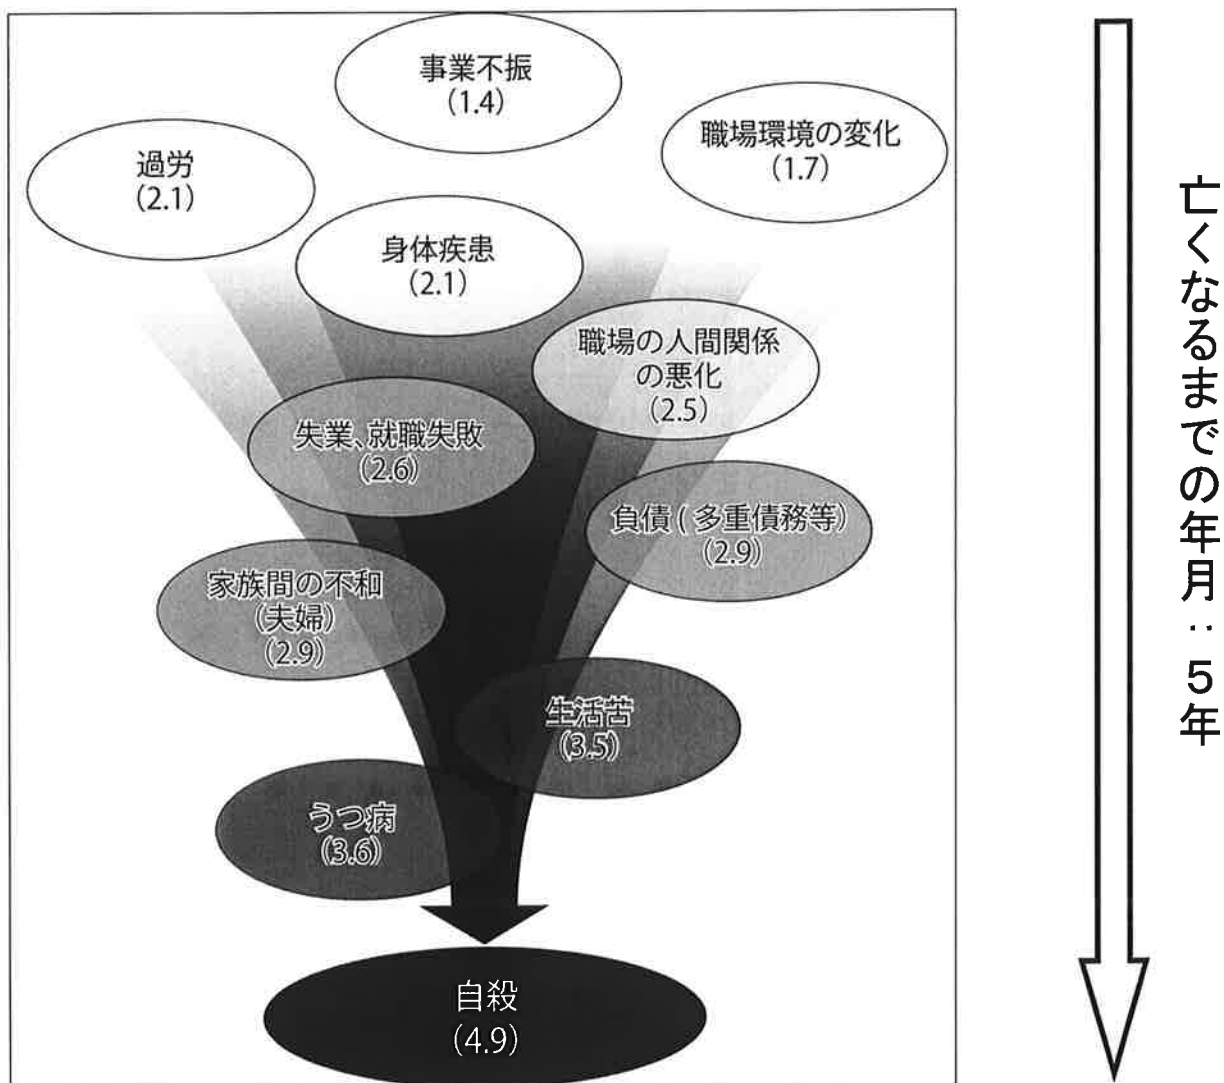 事業不振
(1.4)
職場環境の変化
(1.7)
過労
(2.1)
身体疾患
(2.1)
職場の人間関係
の悪化
(2.5)
失業、就職失敗
(2.6)
負債(多重債務等)
(2.9)
家族間の不和
(夫婦)
(2.9)
生活苦
(3.5)
うつ病
(3.6)
自殺
(4.9)
亡くなるまでの年月：5年